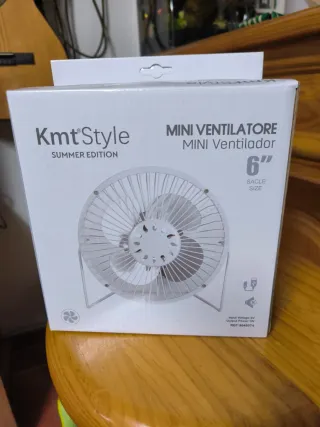 Kmt®Style
SUMMER EDITION
MINI VENTILATORE
MINI Ventilador
6”